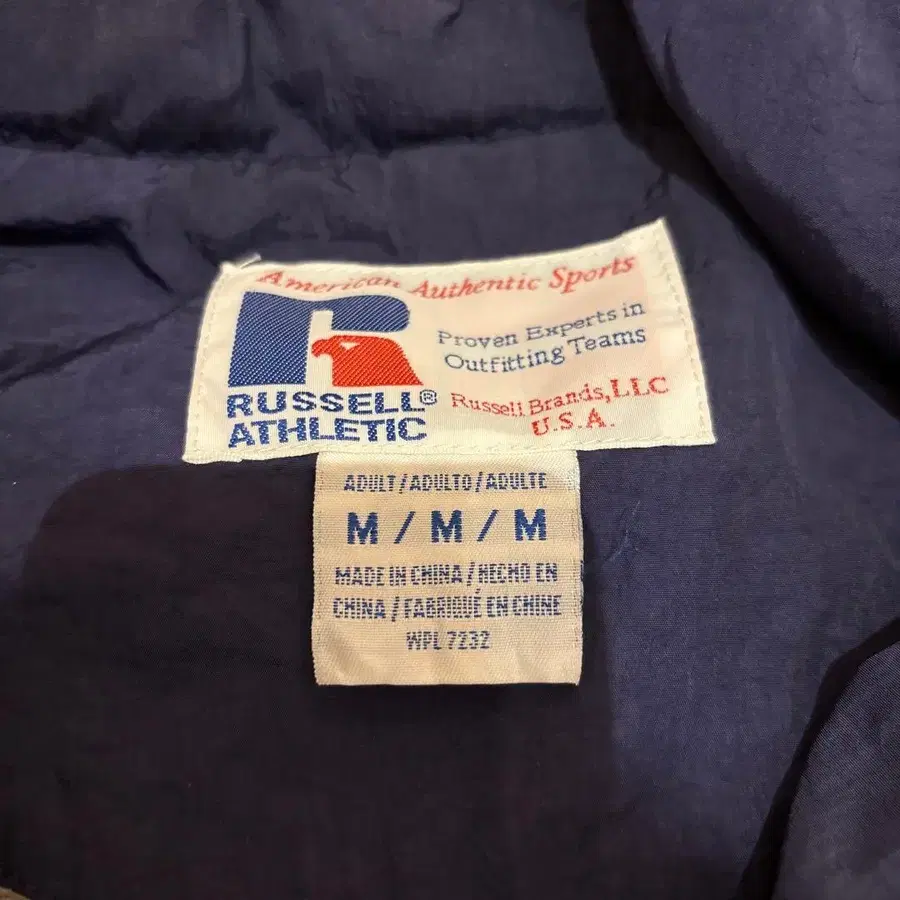 American Authentic Sports
R
Proven Experts in
Outfitting Teams
RUSSELL®
ATHLETIC
Russell Brands, LLC
U.S.A.
ADULT / ADULTO / ADULTE
M / M / M
MADE IN CHINA / HECHO EN
CHINA / FABRIQUÉ EN CHINE
WPL 7232